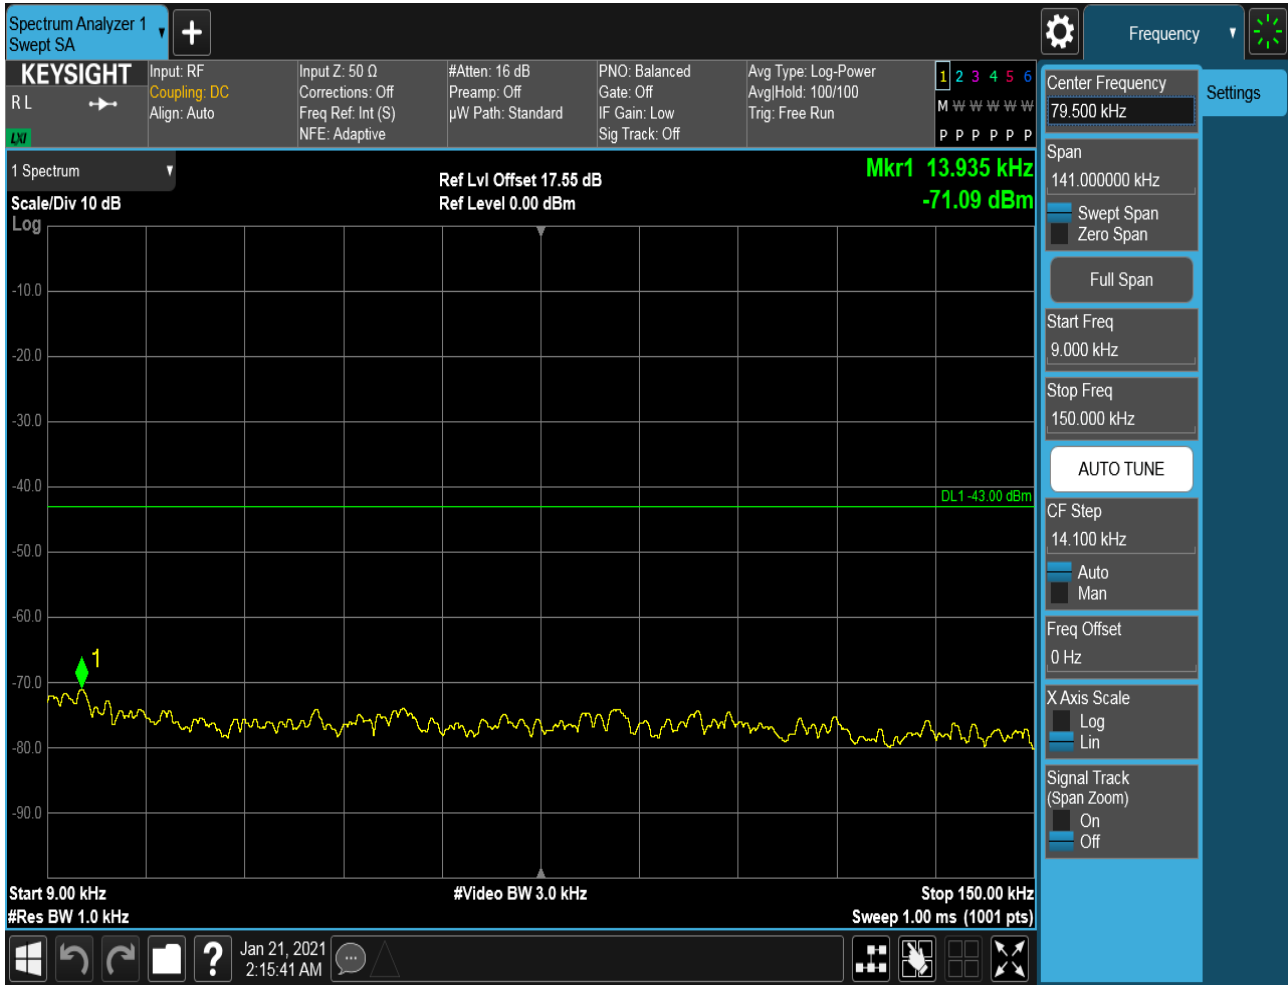 Spectrum Analyzer 1
Swept SA
Frequency
KEYSIGHT
R L
LXI
Input: RF
Coupling: DC
Align: Auto
Input Z: 50 Ω
Corrections: Off
Freq Ref: Int (S)
NFE: Adaptive
#Atten: 16 dB
Preamp: Off
µW Path: Standard
PNO: Balanced
Gate: Off
IF Gain: Low
Sig Track: Off
Avg Type: Log-Power
Avg|Hold: 100/100
Trig: Free Run
1 2 3 4 5 6
M W W W W W
P P P P P P
1 Spectrum
Scale/Div 10 dB
Log
Ref Lvl Offset 17.55 dB
Ref Level 0.00 dBm
Mkr1 13.935 kHz
-71.09 dBm
-10.0
-20.0
-30.0
-40.0
DL1 -43.00 dBm
-50.0
-60.0
1
-70.0
-80.0
-90.0
Start 9.00 kHz
#Video BW 3.0 kHz
Stop 150.00 kHz
#Res BW 1.0 kHz
Sweep 1.00 ms (1001 pts)
Center Frequency
79.500 kHz
Settings
Span
141.000000 kHz
Swept Span
Zero Span
Full Span
Start Freq
9.000 kHz
Stop Freq
150.000 kHz
AUTO TUNE
CF Step
14.100 kHz
Auto
Man
Freq Offset
0 Hz
X Axis Scale
Log
Lin
Signal Track
(Span Zoom)
On
Off
?
Jan 21, 2021
2:15:41 AM